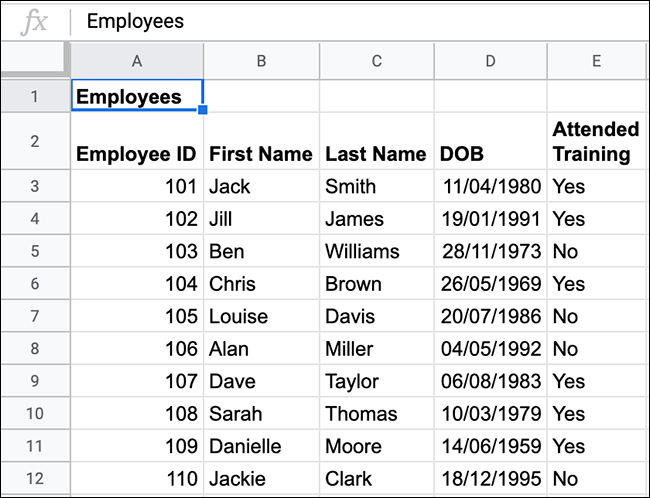 fx Employees
A B C D E
1 Employees
2 Employee ID First Name Last Name DOB Attended Training
3 101 Jack Smith 11/04/1980 Yes
4 102 Jill James 19/01/1991 Yes
5 103 Ben Williams 28/11/1973 No
6 104 Chris Brown 26/05/1969 Yes
7 105 Louise Davis 20/07/1986 No
8 106 Alan Miller 04/05/1992 No
9 107 Dave Taylor 06/08/1983 Yes
10 108 Sarah Thomas 10/03/1979 Yes
11 109 Danielle Moore 14/06/1959 Yes
12 110 Jackie Clark 18/12/1995 No